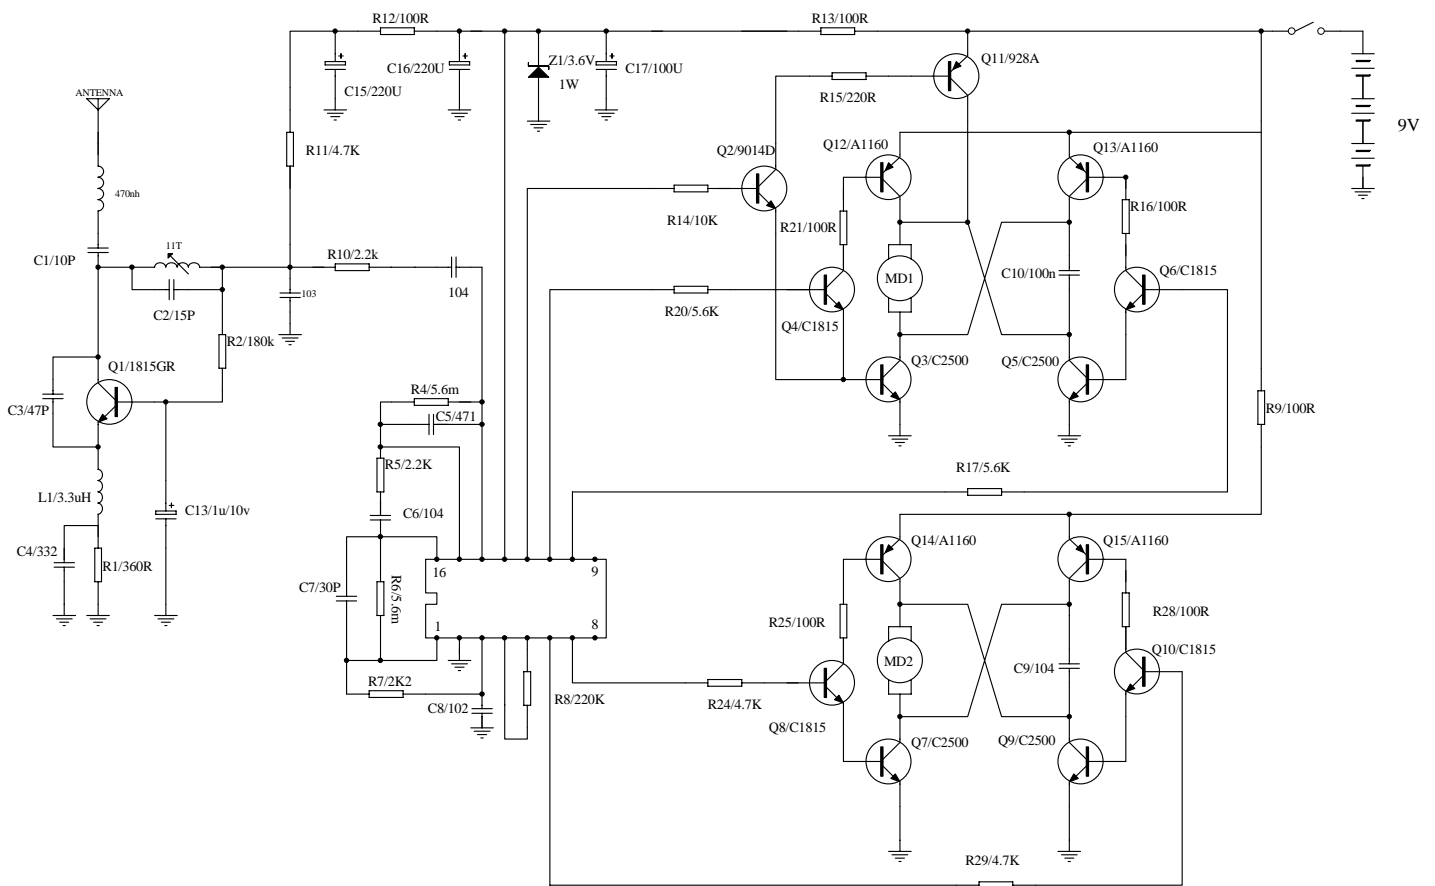 R12/100R
R13/100R
C16/220U
C15/220U
Z1/3.6V
1W
C17/100U
Q11/928A
R15/220R
9V
ANTENNA
R11/4.7K
Q2/9014D
Q12/A1160
Q13/A1160
470nh
R14/10K
R21/100R
R16/100R
11T
C1/10P
R10/2.2k
104
103
C2/15P
MD1
C10/100n
Q6/C1815
R20/5.6K
Q4/C1815
R2/180k
Q1/1815GR
Q3/C2500
Q5/C2500
C3/47P
R4/5.6m
C5/471
R9/100R
R5/2.2K
R17/5.6K
L1/3.3uH
C13/1u/10v
C6/104
C4/332
R1/360R
Q14/A1160
Q15/A1160
C7/30P
R6/5.6m
16
9
1
8
R25/100R
R28/100R
MD2
C9/104
Q10/C1815
R7/2K2
C8/102
R8/220K
R24/4.7K
Q8/C1815
Q7/C2500
Q9/C2500
R29/4.7K